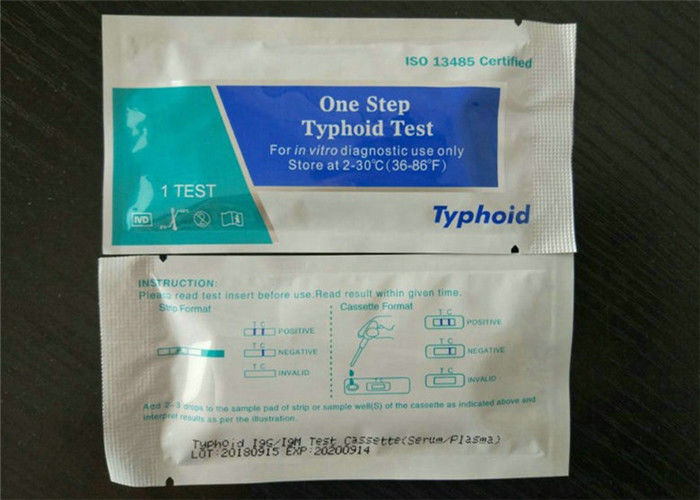 ISO 13485 Certified
One Step
Typhoid Test
For in vitro diagnostic use only
Store at 2-30℃(36-86℉)
1 TEST
IVD
Typhoid
INSTRUCTION:
Please read test insert before use.Read result within given time.
Strip Format
Cassette Format
T C
POSITIVE
T C
NEGATIVE
T C
INVALID
T C
POSITIVE
T C
NEGATIVE
T C
INVALID
Add 2-3 drops to the sample pad of strip or sample well(S) of the cassette as indicated above and
interpret results as per the illustration.
Typhoid IgG/IgM Test Cassette(Serum/Plasma)
LOT:20180915 EXP:20200914